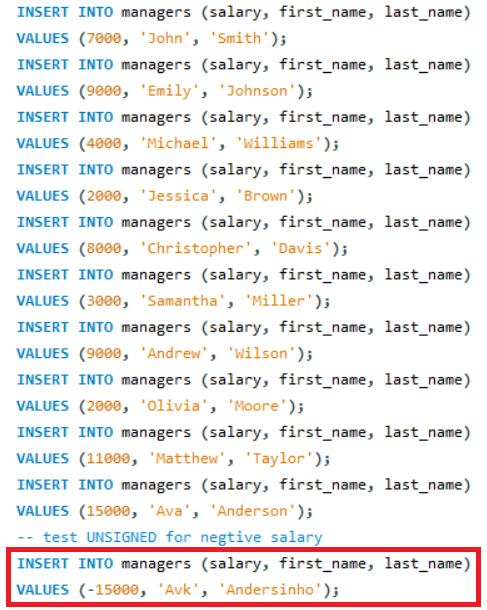 INSERT INTO managers (salary, first_name, last_name)
VALUES (7000, 'John', 'Smith');
INSERT INTO managers (salary, first_name, last_name)
VALUES (9000, 'Emily', 'Johnson');
INSERT INTO managers (salary, first_name, last_name)
VALUES (4000, 'Michael', 'Williams');
INSERT INTO managers (salary, first_name, last_name)
VALUES (2000, 'Jessica', 'Brown');
INSERT INTO managers (salary, first_name, last_name)
VALUES (8000, 'Christopher', 'Davis');
INSERT INTO managers (salary, first_name, last_name)
VALUES (3000, 'Samantha', 'Miller');
INSERT INTO managers (salary, first_name, last_name)
VALUES (9000, 'Andrew', 'Wilson');
INSERT INTO managers (salary, first_name, last_name)
VALUES (2000, 'Olivia', 'Moore');
INSERT INTO managers (salary, first_name, last_name)
VALUES (11000, 'Matthew', 'Taylor');
INSERT INTO managers (salary, first_name, last_name)
VALUES (15000, 'Ava', 'Anderson');
-- test UNSIGNED for negtive salary
INSERT INTO managers (salary, first_name, last_name)
VALUES (-15000, 'Avk', 'Andersinho');